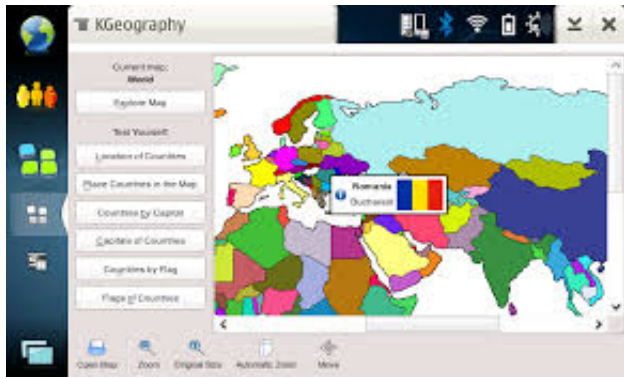 KGeography
Current map:
World
Explore Map
Test Yourself:
Location of Countries
Place Countries in the Map
Countries by Capital
Capitals of Countries
Countries by Flag
Flags of Countries
Romania
Bucharest
Open Map
Zoom
Original Size
Automatic Zoom
Move